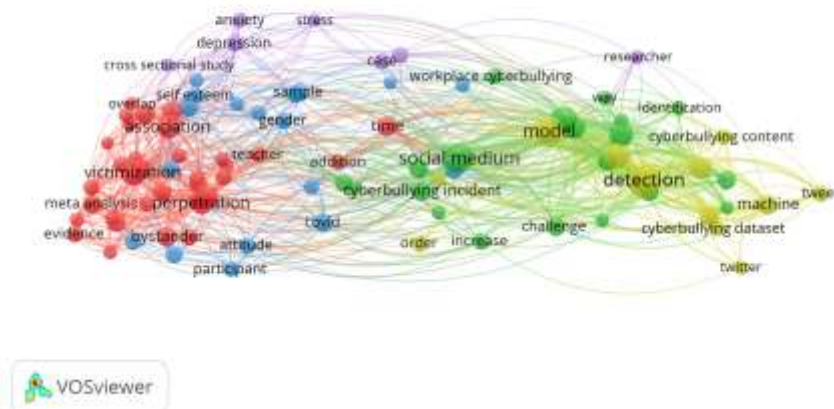 anxiety
stress
depression
cross sectional study
case
researcher
workplace cyberbullying
self esteem
sample
overlap
way
identification
association
gender
time
model
cyberbullying content
teacher
addition
social medium
victimization
detection
meta analysis
perpetration
cyberbullying incident
machine
twee
evidence
bystander
covid
challenge
cyberbullying dataset
attitude
order
increase
participant
twitter
VOSviewer